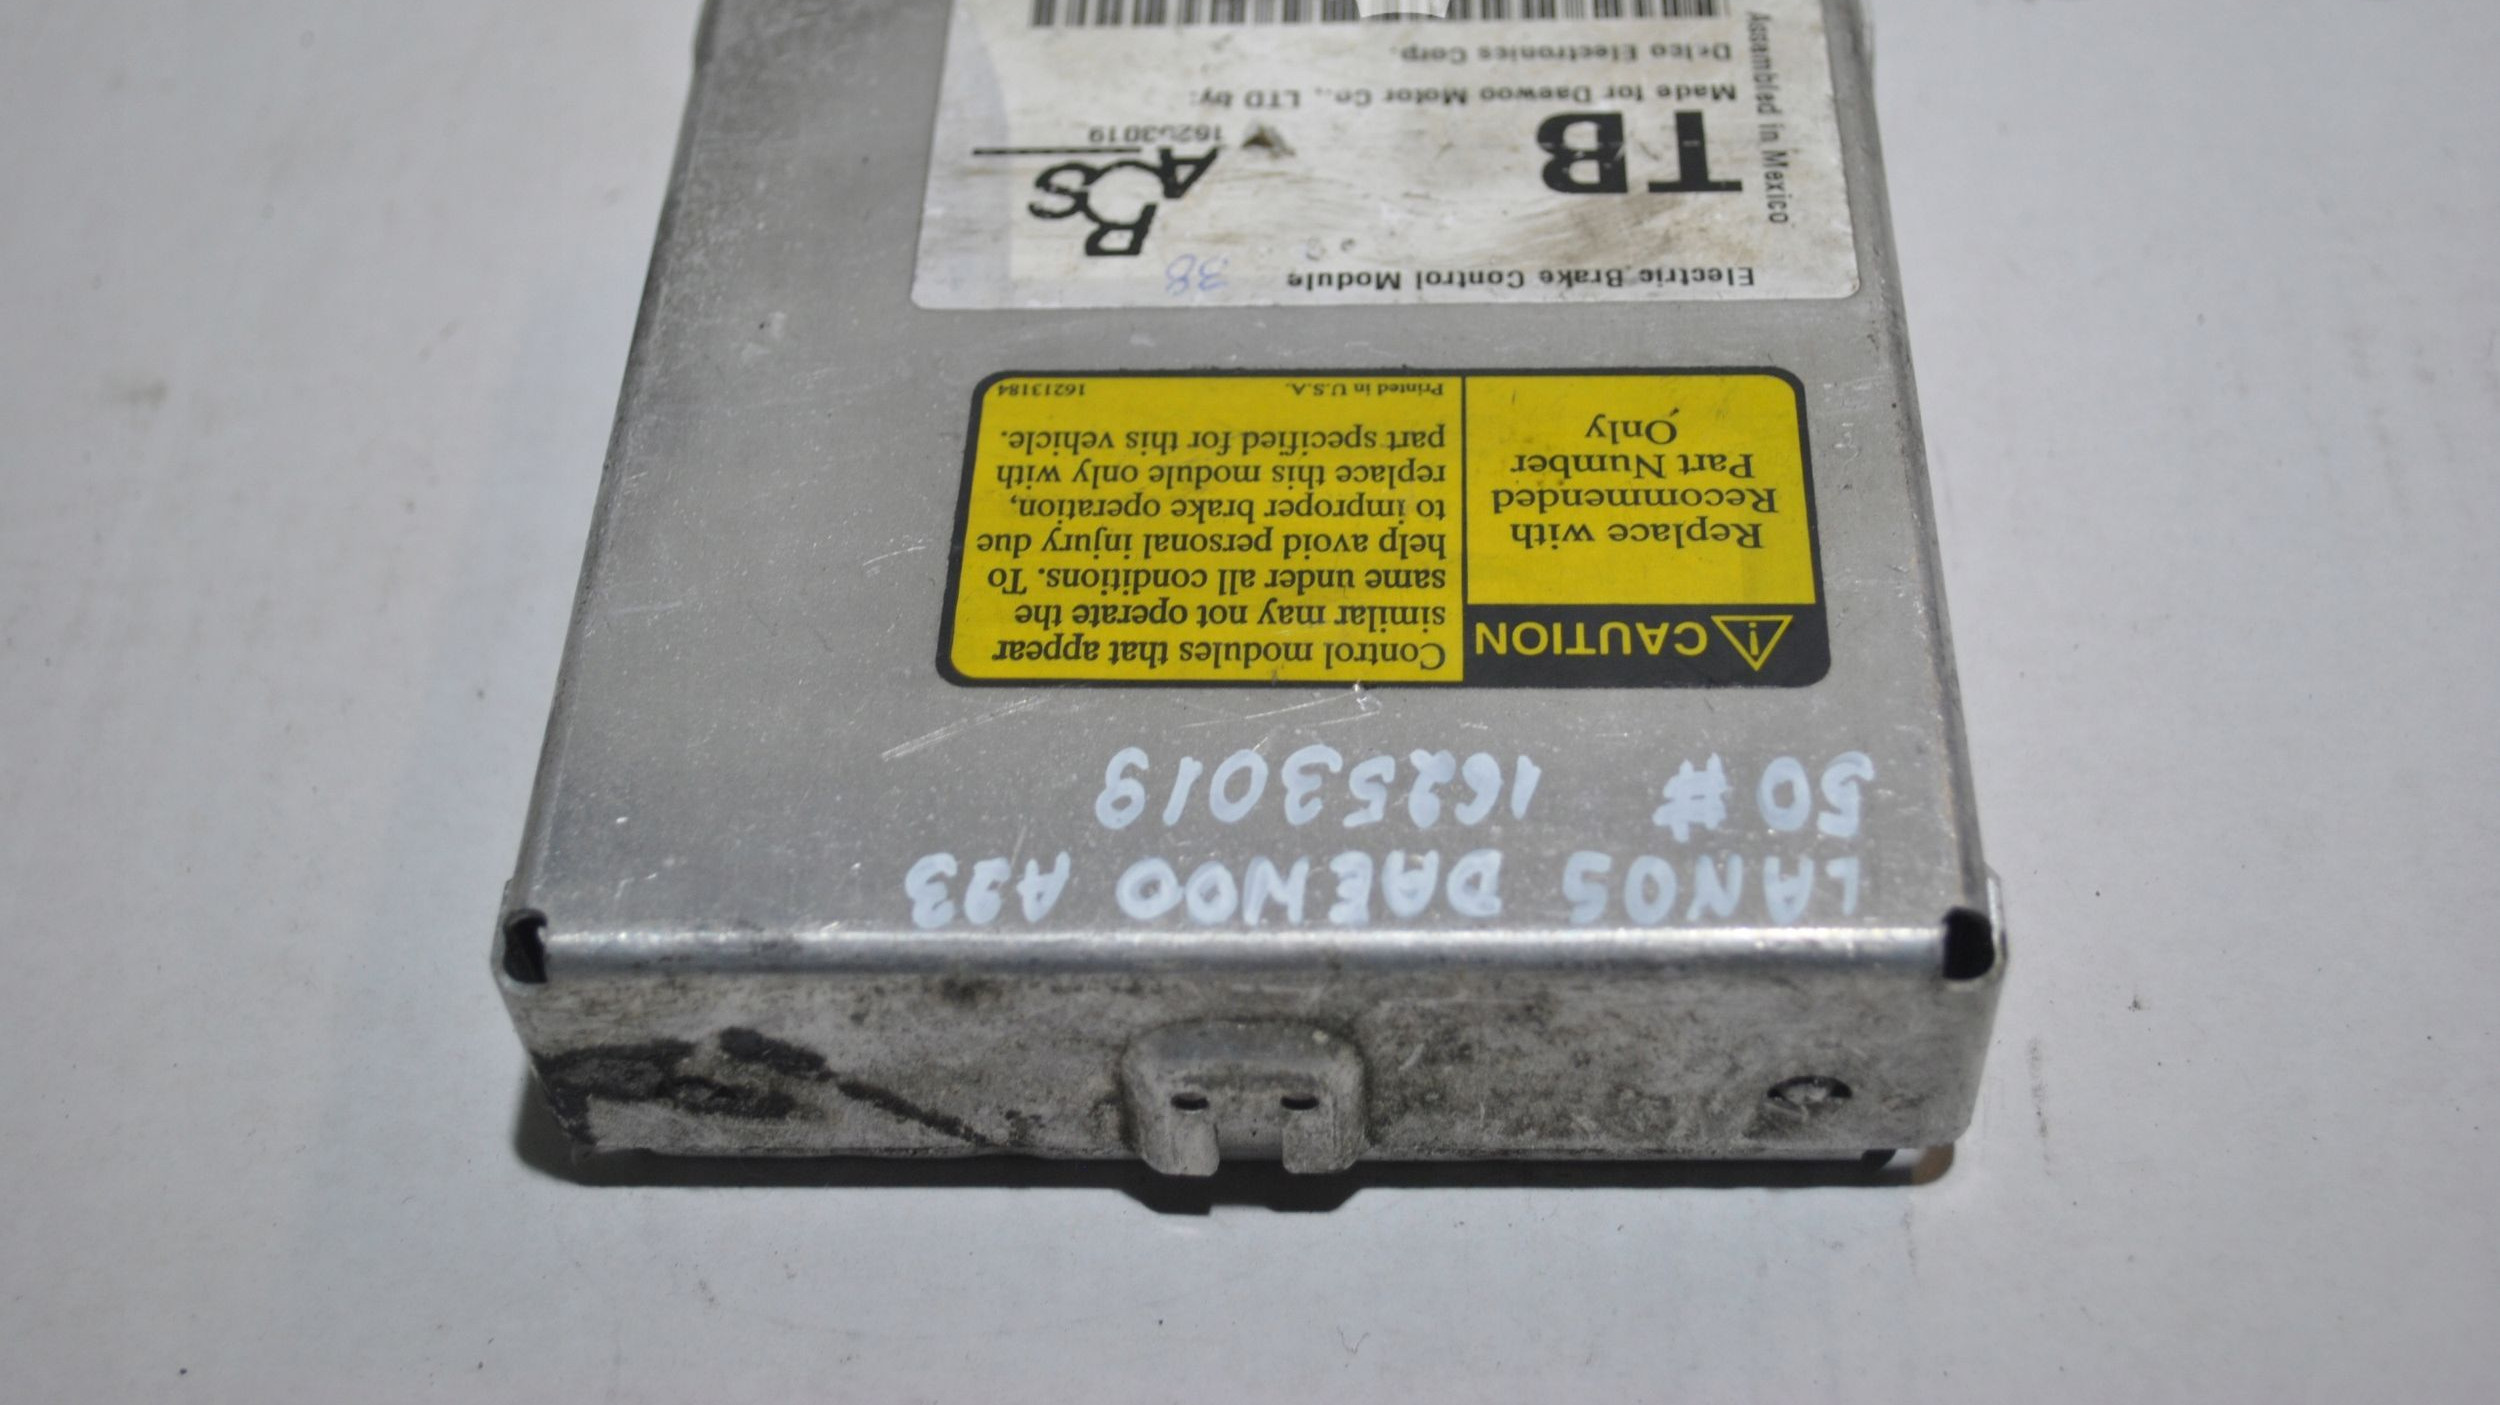 LANOS DAEWOO A23
50 # 16253019
CAUTION
Replace with
Recommended
Part Number
Only
Control modules that appear
similar may not operate the
same under all conditions. To
help avoid personal injury due
to improper brake operation,
replace this module only with
part specified for this vehicle.
Printed in U.S.A. 16213184
Electric Brake Control Module
38
TB
16253019
Made for Daewoo Motor Co., LTD by:
Delco Electronics Corp.
Assembled in Mexico